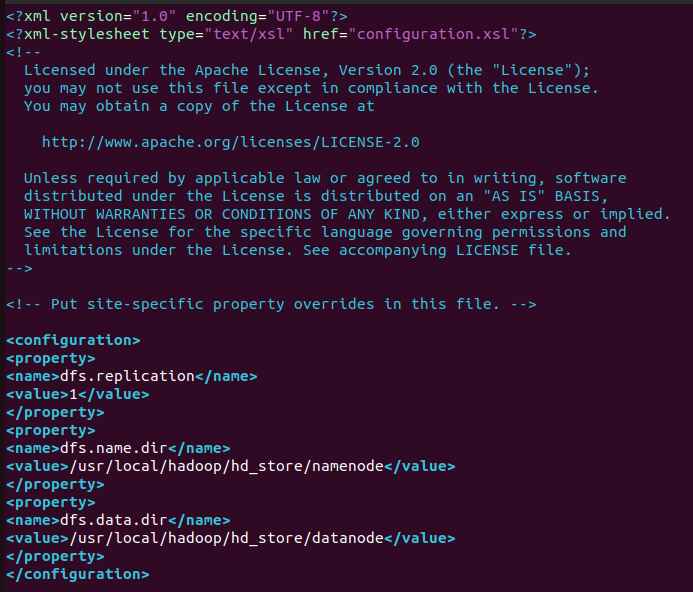 <?xml version="1.0" encoding="UTF-8"?>
<?xml-stylesheet type="text/xsl" href="configuration.xsl"?>
<!--
  Licensed under the Apache License, Version 2.0 (the "License");
  you may not use this file except in compliance with the License.
  You may obtain a copy of the License at

    http://www.apache.org/licenses/LICENSE-2.0

  Unless required by applicable law or agreed to in writing, software
  distributed under the License is distributed on an "AS IS" BASIS,
  WITHOUT WARRANTIES OR CONDITIONS OF ANY KIND, either express or implied.
  See the License for the specific language governing permissions and
  limitations under the License. See accompanying LICENSE file.
-->

<!-- Put site-specific property overrides in this file. -->

<configuration>
<property>
<name>dfs.replication</name>
<value>1</value>
</property>
<property>
<name>dfs.name.dir</name>
<value>/usr/local/hadoop/hd_store/namenode</value>
</property>
<property>
<name>dfs.data.dir</name>
<value>/usr/local/hadoop/hd_store/datanode</value>
</property>
</configuration>